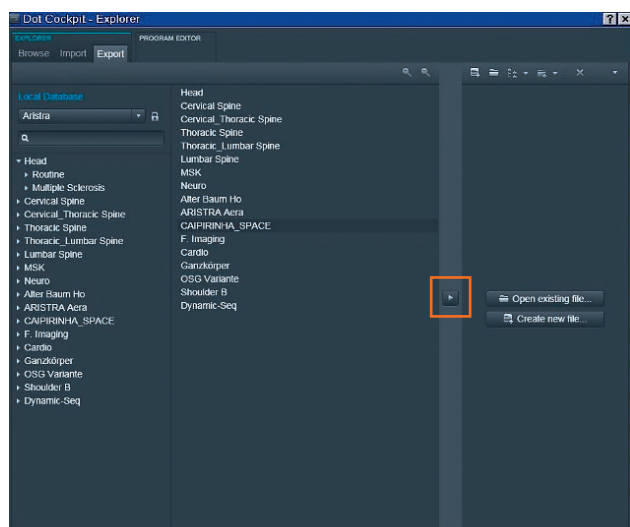 Dot Cockpit - Explorer
EXPLORER
PROGRAM EDITOR
Browse Import Export
Local Database
Aristra
Head
Routine
Multiple Sclerosis
Cervical Spine
Cervical_Thoracic Spine
Thoracic Spine
Thoracic_Lumbar Spine
Lumbar Spine
MSK
Neuro
Alter Baum Ho
ARISTRA Aera
CAIPIRINHA_SPACE
F. Imaging
Cardio
Ganzkörper
OSG Variante
Shoulder B
Dynamic-Seq
Head
Cervical Spine
Cervical_Thoracic Spine
Thoracic Spine
Thoracic_Lumbar Spine
Lumbar Spine
MSK
Neuro
Alter Baum Ho
ARISTRA Aera
CAIPIRINHA_SPACE
F. Imaging
Cardio
Ganzkörper
OSG Variante
Shoulder B
Dynamic-Seq
Open existing file...
Create new file...